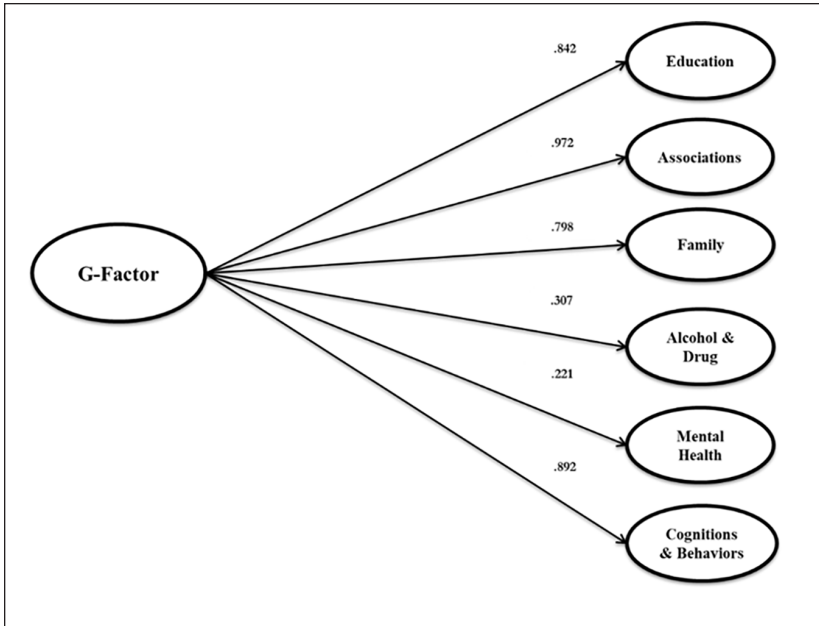 .842
Education
.972
Associations
.798
Family
G-Factor
.307
Alcohol &
Drug
.221
Mental
Health
.892
Cognitions
& Behaviors